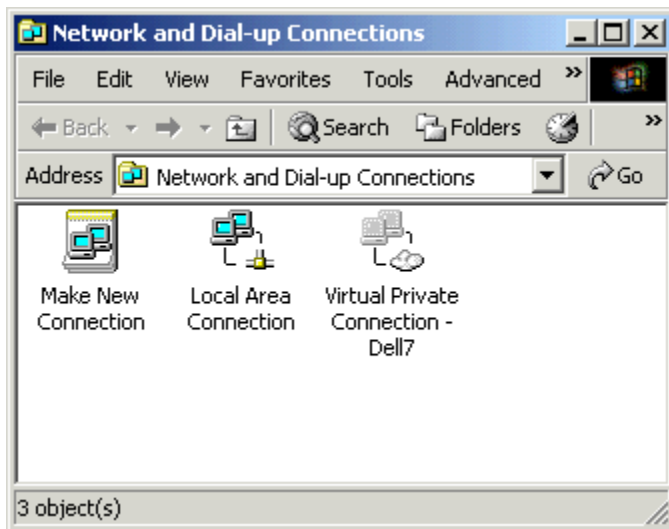 Network and Dial-up Connections
File Edit View Favorites Tools Advanced »
Back Search Folders »
Address Network and Dial-up Connections Go
Make New Connection
Local Area Connection
Virtual Private Connection - Dell7
3 object(s)